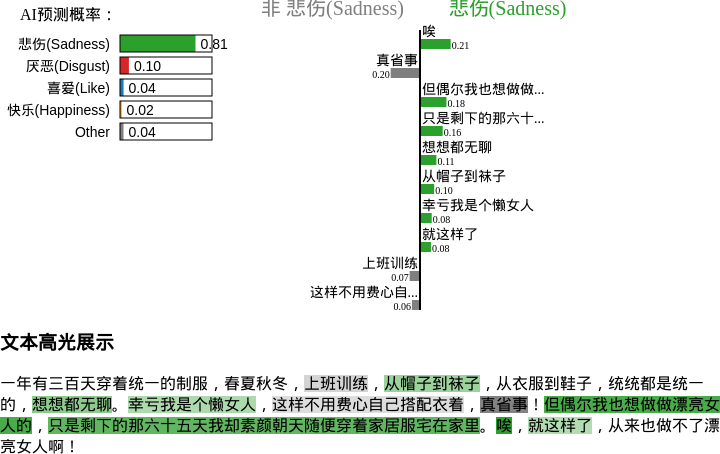 AI预测概率：
悲伤(Sadness) 0.81
厌恶(Disgust) 0.10
喜爱(Like) 0.04
快乐(Happiness) 0.02
Other 0.04
非 悲伤(Sadness) 悲伤(Sadness)
唉
0.21
真省事
0.20
但偶尔我也想做做...
0.18
只是剩下的那六十...
0.16
想想都无聊
0.11
从帽子到袜子
0.10
幸亏我是个懒女人
0.08
就这样了
0.08
上班训练
0.07
这样不用费心自...
0.06
文本高光展示
一年有三百天穿着统一的制服，春夏秋冬，上班训练，从帽子到袜子，从衣服到鞋子，统统都是统一
的，想想都无聊。幸亏我是个懒女人，这样不用费心自己搭配衣着，真省事！但偶尔我也想做做漂亮女
人的，只是剩下的那六十五天我却素颜朝天随便穿着家居服宅在家里。唉，就这样了，从来也做不了漂
亮女人啊！